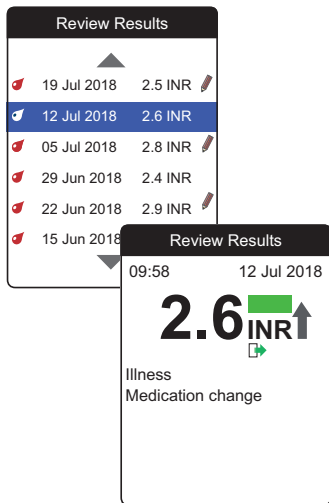 Review Results
19 Jul 2018 2.5 INR
12 Jul 2018 2.6 INR
05 Jul 2018 2.8 INR
29 Jun 2018 2.4 INR
22 Jun 2018 2.9 INR
15 Jun 2018
Review Results
09:58 12 Jul 2018
2.6 INR
Illness
Medication change